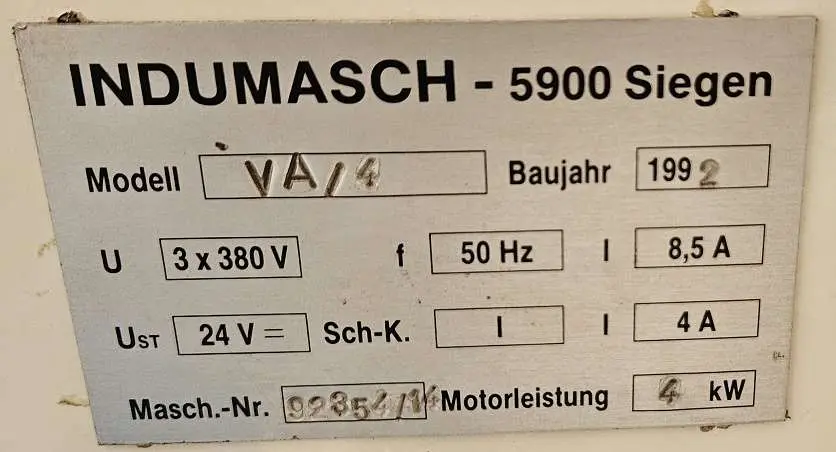 INDUMASCH - 5900 Siegen
Modell VA/4 Baujahr 1992
U 3 x 380 V f 50 Hz I 8,5 A
UST 24 V = Sch-K. I I 4 A
Masch.-Nr. 92354/14 Motorleistung 4 kW